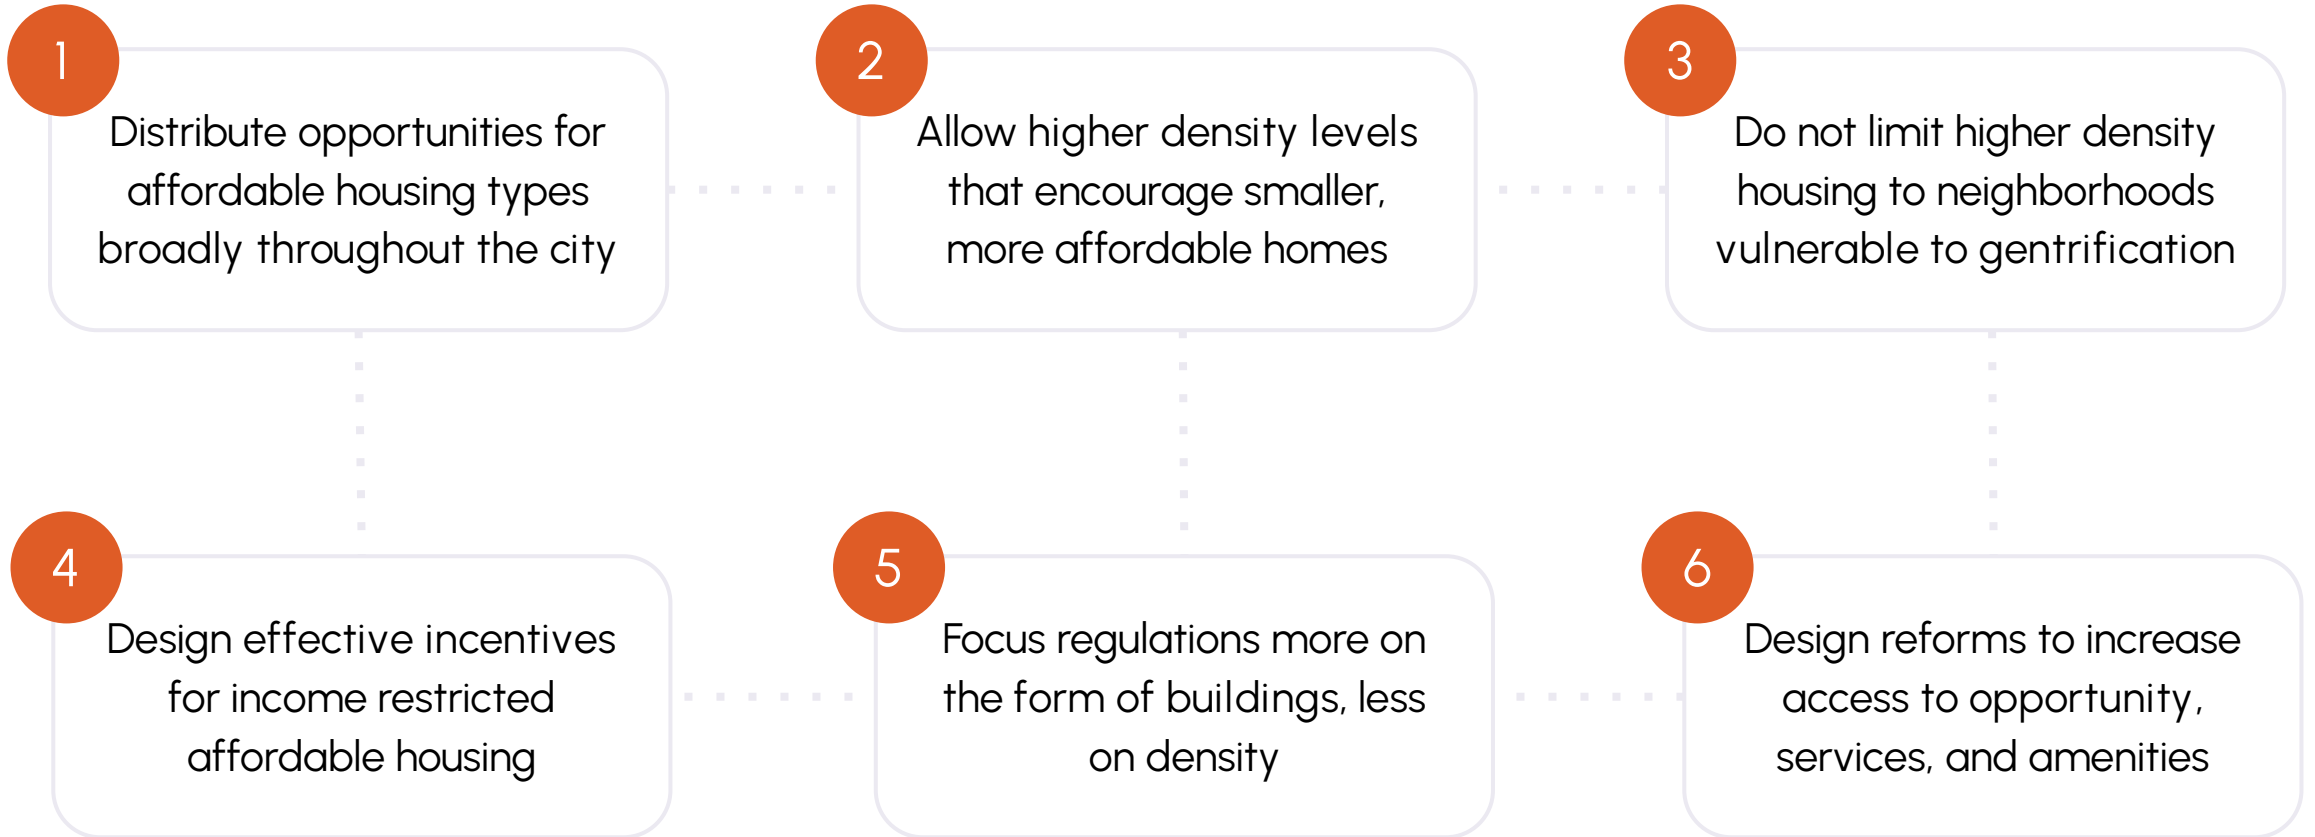 1
Distribute opportunities for
affordable housing types
broadly throughout the city
2
Allow higher density levels
that encourage smaller,
more affordable homes
3
Do not limit higher density
housing to neighborhoods
vulnerable to gentrification
4
Design effective incentives
for income restricted
affordable housing
5
Focus regulations more on
the form of buildings, less
on density
6
Design reforms to increase
access to opportunity,
services, and amenities